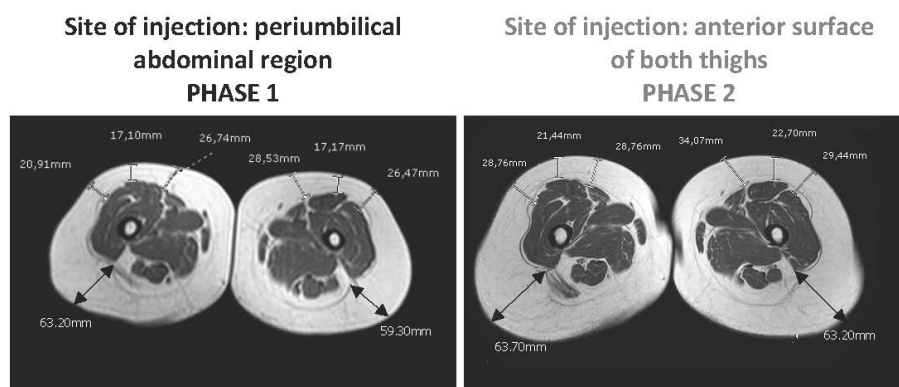 Site of injection: periumbilical
abdominal region
PHASE 1
17,10mm
26,74mm
20,91mm
28,53mm
17,17mm
26,47mm
63.20mm
59.30mm
Site of injection: anterior surface
of both thighs
PHASE 2
21,44mm
28,76mm
28,76mm
34,07mm
22,70mm
29,44mm
63.70mm
63.20mm